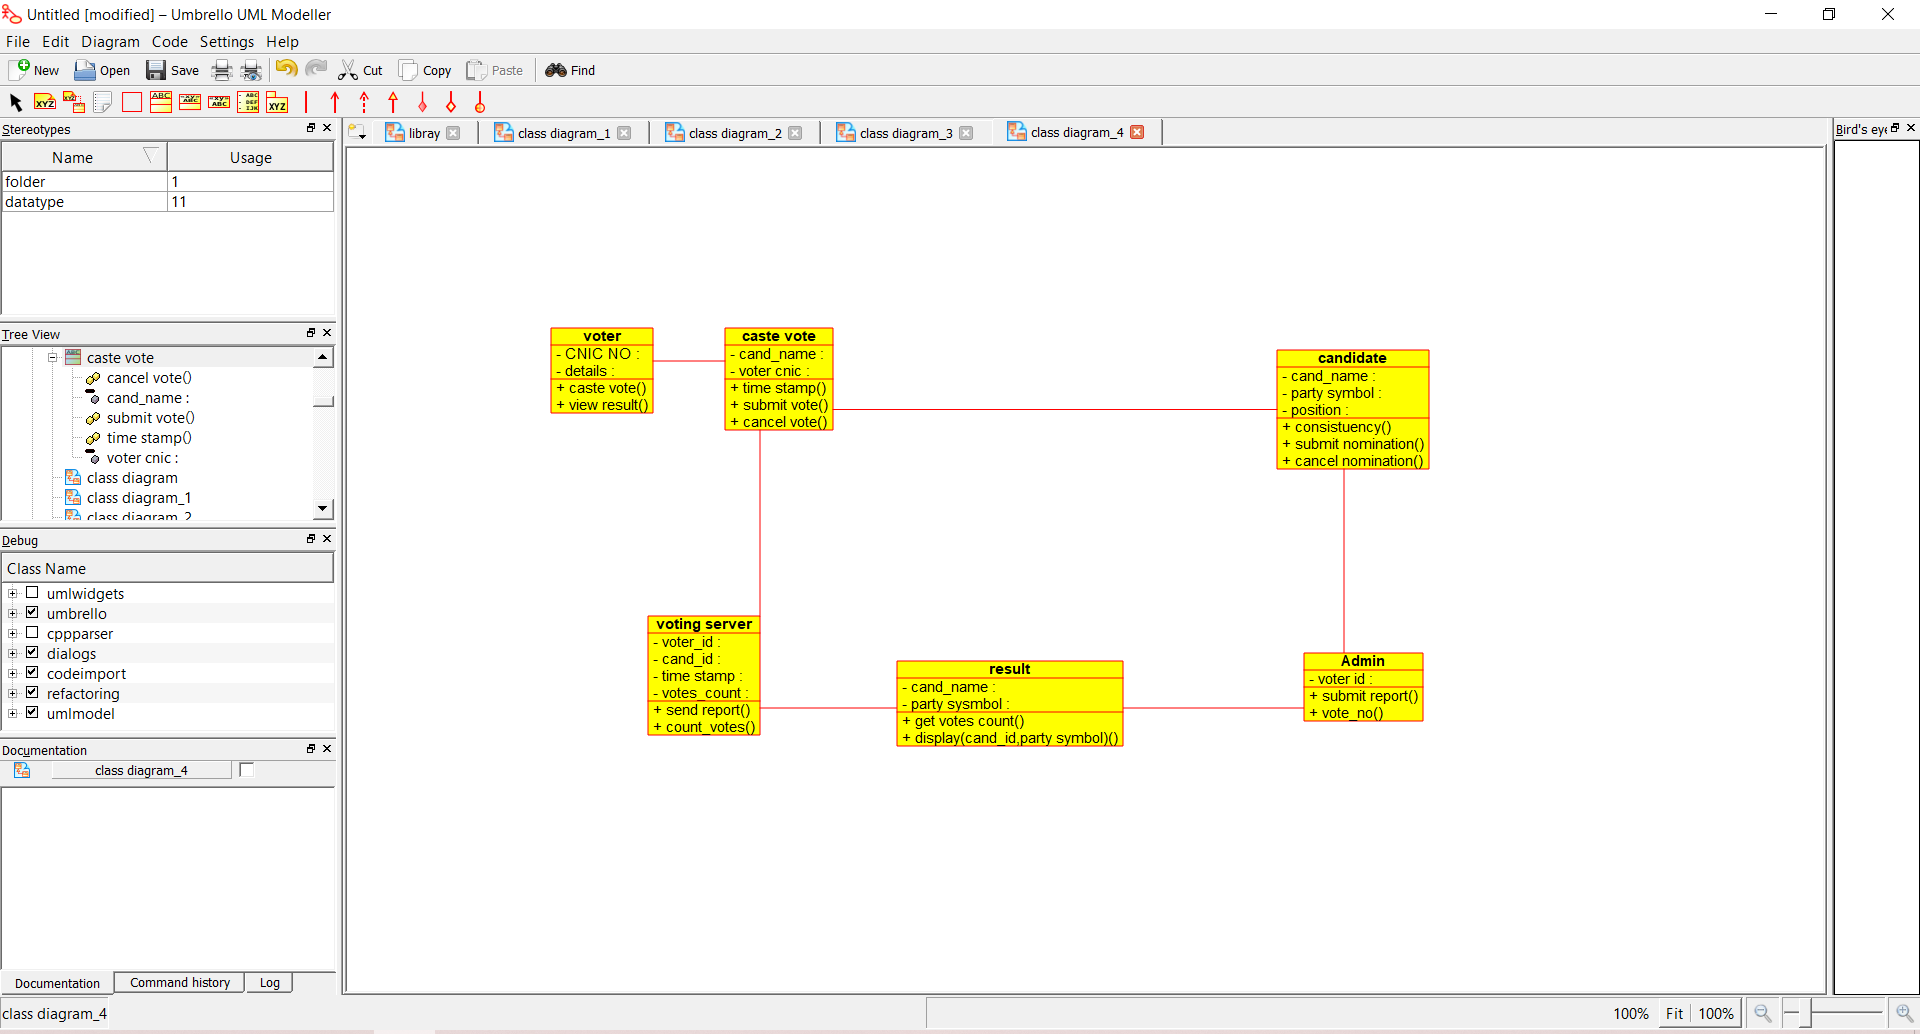 Untitled [modified] – Umbrello UML Modeller
File Edit Diagram Code Settings Help
New Open Save Cut Copy Paste Find
Stereotypes
Name Usage
folder 1
datatype 11
Tree View
caste vote
cancel vote()
cand_name :
submit vote()
time stamp()
voter cnic :
class diagram
class diagram_1
class diagram_2
Debug
Class Name
umlwidgets
umbrello
cppparser
dialogs
codeimport
refactoring
umlmodel
Documentation
class diagram_4
Documentation Command history Log
class diagram_4
libray class diagram_1 class diagram_2 class diagram_3 class diagram_4
voter
- CNIC NO :
- details :
+ caste vote()
+ view result()
caste vote
- cand_name :
- voter cnic :
+ time stamp()
+ submit vote()
+ cancel vote()
candidate
- cand_name :
- party symbol :
- position :
+ consistuency()
+ submit nomination()
+ cancel nomination()
voting server
- voter_id :
- cand_id :
- time stamp :
- votes_count :
+ send report()
+ count_votes()
result
- cand_name :
- party sysmbol :
+ get votes count()
+ display(cand_id,party symbol)()
Admin
- voter id :
+ submit report()
+ vote_no()
Bird's eye
100% Fit 100%